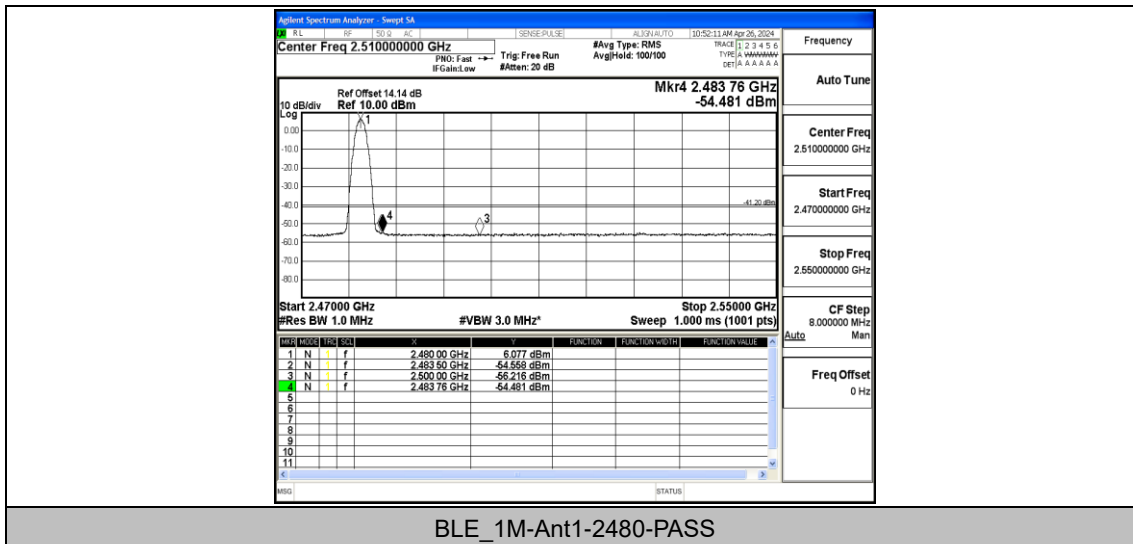 Agilent Spectrum Analyzer - Swept SA
RL RF 50 Ω AC SENSE:PULSE ALIGN AUTO 10:52:11 AM Apr 26, 2024
Center Freq 2.510000000 GHz
PNO: Fast
IFGain:Low
Trig: Free Run
#Atten: 20 dB
#Avg Type: RMS
Avg|Hold: 100/100
TRACE 1 2 3 4 5 6
TYPE A WWWWW
DET A A A A A A
Mkr4 2.483 76 GHz
-54.481 dBm
Ref Offset 14.14 dB
10 dB/div Ref 10.00 dBm
Log
0.00
-10.0
-20.0
-30.0
-40.0
-50.0
-60.0
-70.0
-80.0
1
4
3
-41.20 dBm
Start 2.47000 GHz Stop 2.55000 GHz
#Res BW 1.0 MHz #VBW 3.0 MHz* Sweep 1.000 ms (1001 pts)
MKR MODE TRC SCL X Y FUNCTION FUNCTION WIDTH FUNCTION VALUE
1 N 1 f 2.480 00 GHz 6.077 dBm
2 N 1 f 2.483 50 GHz -54.558 dBm
3 N 1 f 2.500 00 GHz -56.216 dBm
4 N 1 f 2.483 76 GHz -54.481 dBm
5
6
7
8
9
10
11
MSG STATUS
Frequency
Auto Tune
Center Freq
2.510000000 GHz
Start Freq
2.470000000 GHz
Stop Freq
2.550000000 GHz
CF Step
8.000000 MHz
Auto Man
Freq Offset
0 Hz
BLE_1M-Ant1-2480-PASS